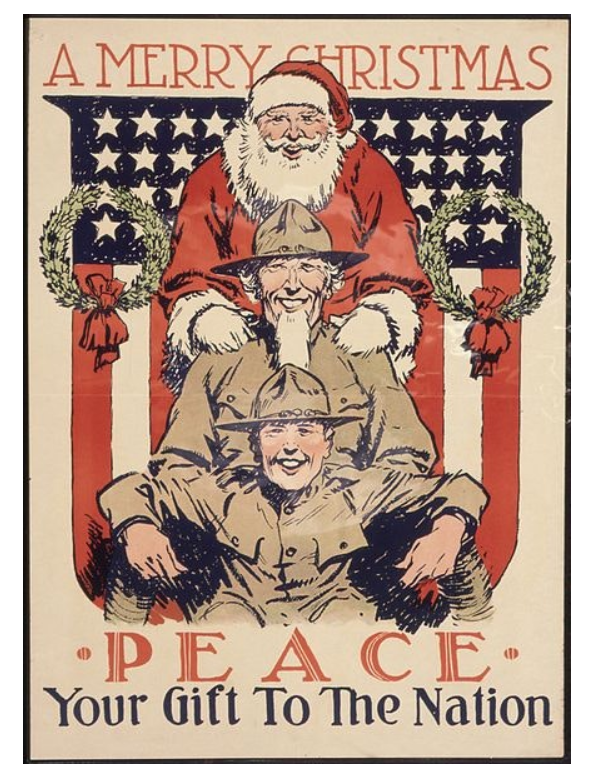 A MERRY CHRISTMAS
·PEACE·
Your Gift To The Nation